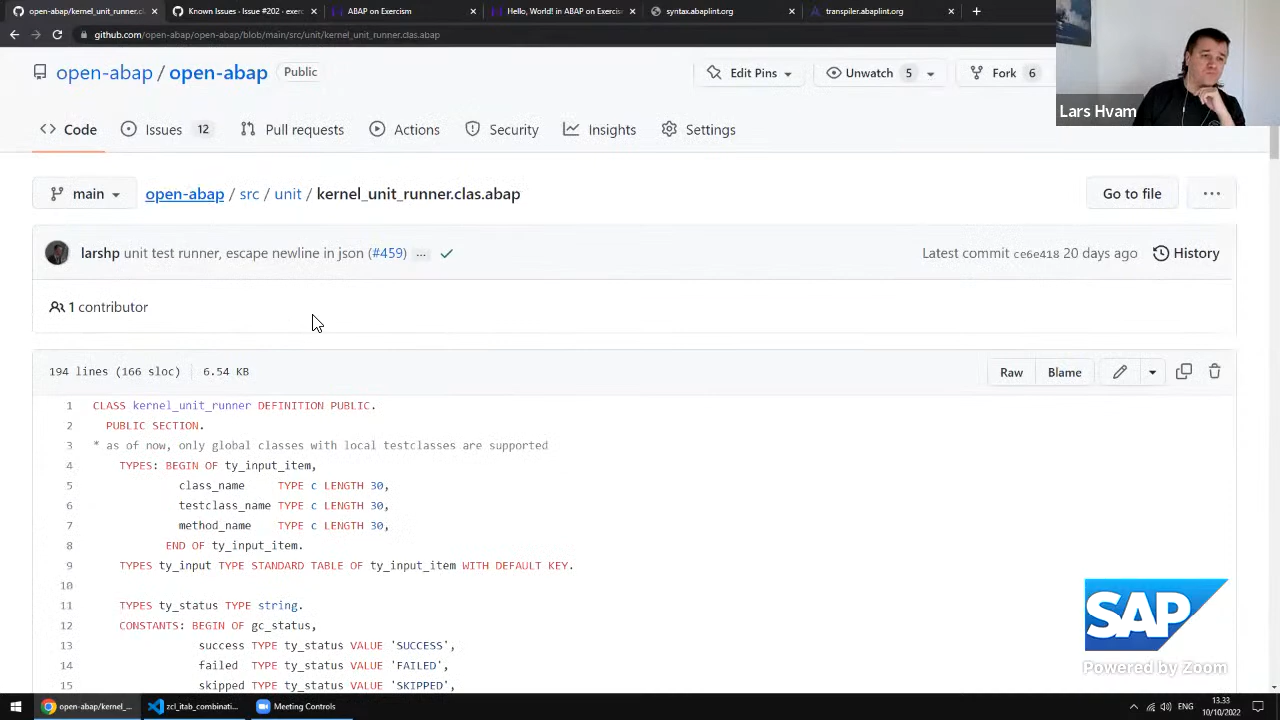 open-abap/kernel_unit_runner.cl
Known Issues · Issue #202 · exerc
ABAP on Exercism
Hello, World! in ABAP on Exercis
syntax.abaplint.org
transpiler.abaplint.org
github.com/open-abap/open-abap/blob/main/src/unit/kernel_unit_runner.clas.abap
open-abap / open-abap
Public
Edit Pins
Unwatch 5
Fork 6
Lars Hvam
Code
Issues 12
Pull requests
Actions
Security
Insights
Settings
main
open-abap / src / unit / kernel_unit_runner.clas.abap
Go to file
...
larshp unit test runner, escape newline in json (#459) ...
Latest commit ce6e418 20 days ago
History
1 contributor
194 lines (166 sloc) | 6.54 KB
Raw
Blame
1 CLASS kernel_unit_runner DEFINITION PUBLIC.
2 PUBLIC SECTION.
3 * as of now, only global classes with local testclasses are supported
4 TYPES: BEGIN OF ty_input_item,
5 class_name TYPE c LENGTH 30,
6 testclass_name TYPE c LENGTH 30,
7 method_name TYPE c LENGTH 30,
8 END OF ty_input_item.
9 TYPES ty_input TYPE STANDARD TABLE OF ty_input_item WITH DEFAULT KEY.
10
11 TYPES ty_status TYPE string.
12 CONSTANTS: BEGIN OF gc_status,
13 success TYPE ty_status VALUE 'SUCCESS',
14 failed TYPE ty_status VALUE 'FAILED',
15 skipped TYPE ty_status VALUE 'SKIPPED',
SAP
Powered by Zoom
open-abap/kernel_...
zcl_itab_combinati...
Meeting Controls
ENG
13.33
10/10/2022